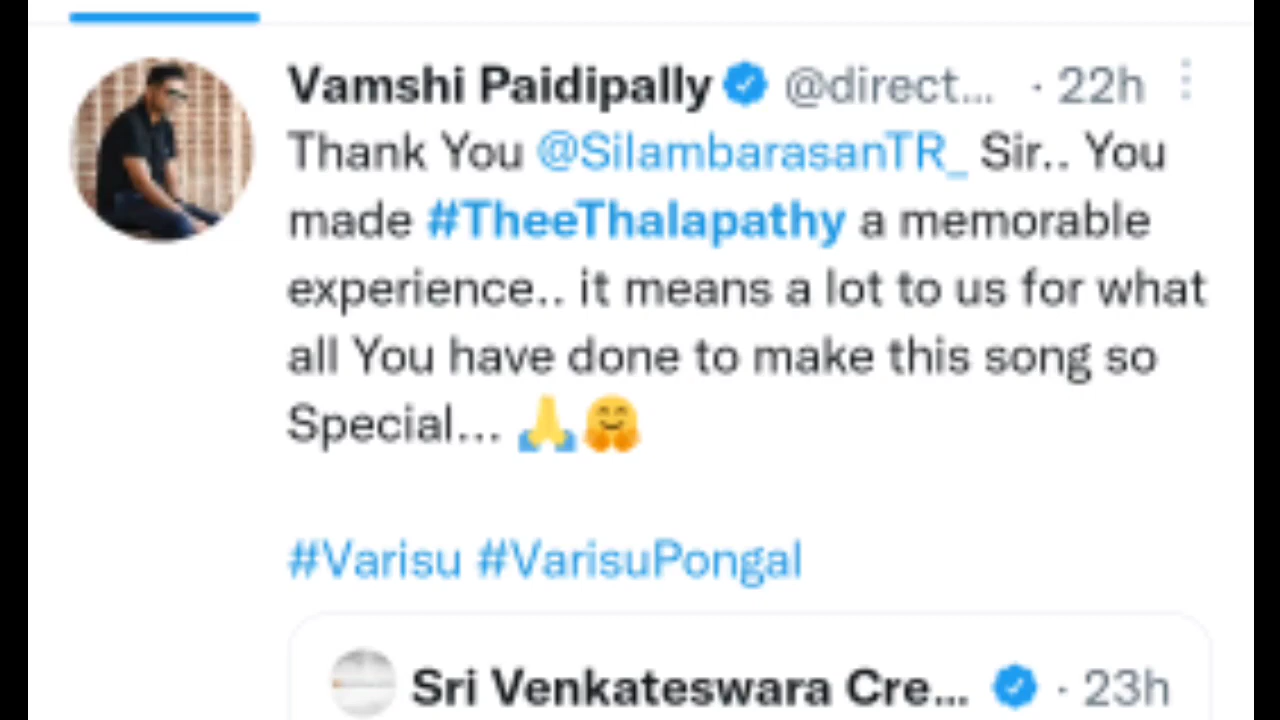 Vamshi Paidipally @direct... · 22h
Thank You @SilambarasanTR_ Sir.. You
made #TheeThalapathy a memorable
experience.. it means a lot to us for what
all You have done to make this song so
Special... 🙏🤗
#Varisu #VarisuPongal
Sri Venkateswara Cre... · 23h